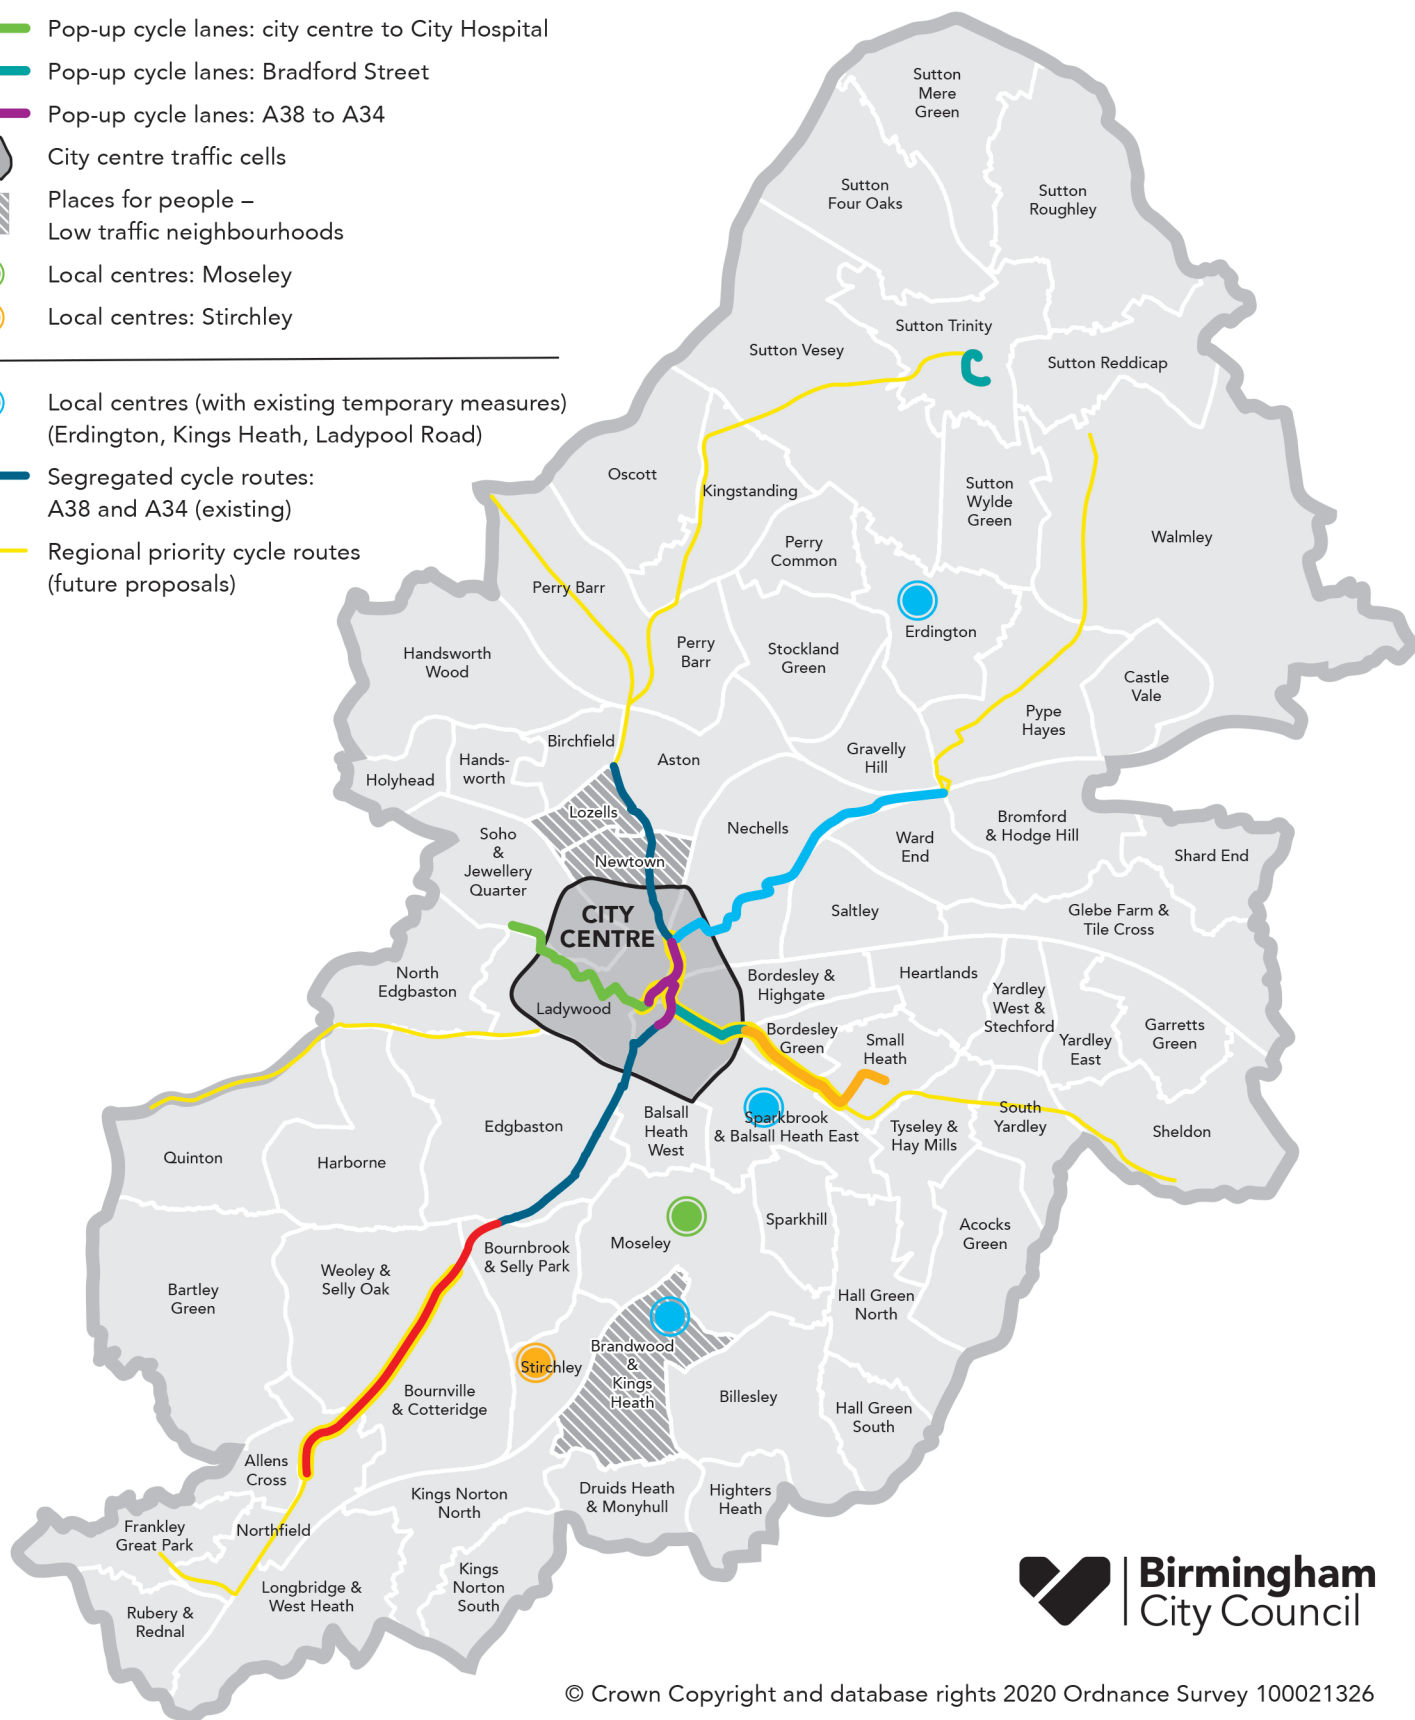 Pop-up cycle lanes: city centre to City Hospital
Pop-up cycle lanes: Bradford Street
Pop-up cycle lanes: A38 to A34
City centre traffic cells
Places for people –
Low traffic neighbourhoods
Local centres: Moseley
Local centres: Stirchley
Local centres (with existing temporary measures)
(Erdington, Kings Heath, Ladypool Road)
Segregated cycle routes:
A38 and A34 (existing)
Regional priority cycle routes
(future proposals)
Sutton
Mere
Green
Sutton
Four Oaks
Sutton
Roughley
Sutton Trinity
Sutton Vesey
Sutton Reddicap
Oscott
Kingstanding
Sutton
Wylde
Green
Walmley
Perry
Common
Perry Barr
Erdington
Handsworth
Wood
Perry
Barr
Stockland
Green
Castle
Vale
Pype
Hayes
Birchfield
Aston
Gravelly
Hill
Holyhead
Hands-
worth
Lozells
Nechells
Ward
End
Bromford
& Hodge Hill
Shard End
Soho
&
Jewellery
Quarter
Newtown
CITY
CENTRE
Saltley
Glebe Farm &
Tile Cross
North
Edgbaston
Ladywood
Bordesley &
Highgate
Heartlands
Yardley
West &
Stechford
Bordesley
Green
Small
Heath
Yardley
East
Garretts
Green
Edgbaston
Balsall
Heath
West
Sparkbrook
& Balsall Heath East
Tyseley &
Hay Mills
South
Yardley
Sheldon
Quinton
Harborne
Sparkhill
Acocks
Green
Moseley
Bournbrook
& Selly Park
Weoley &
Selly Oak
Bartley
Green
Hall Green
North
Brandwood
&
Kings
Heath
Stirchley
Bournville
& Cotteridge
Billesley
Hall Green
South
Allens
Cross
Kings Norton
North
Druids Heath
& Monyhull
Highters
Heath
Frankley
Great Park
Northfield
Longbridge &
West Heath
Kings
Norton
South
Rubery &
Rednal
Birmingham
City Council
© Crown Copyright and database rights 2020 Ordnance Survey 100021326